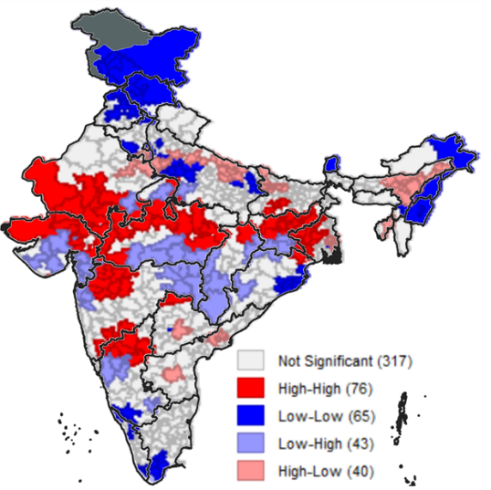 Not Significant (317)
High-High (76)
Low-Low (65)
Low-High (43)
High-Low (40)